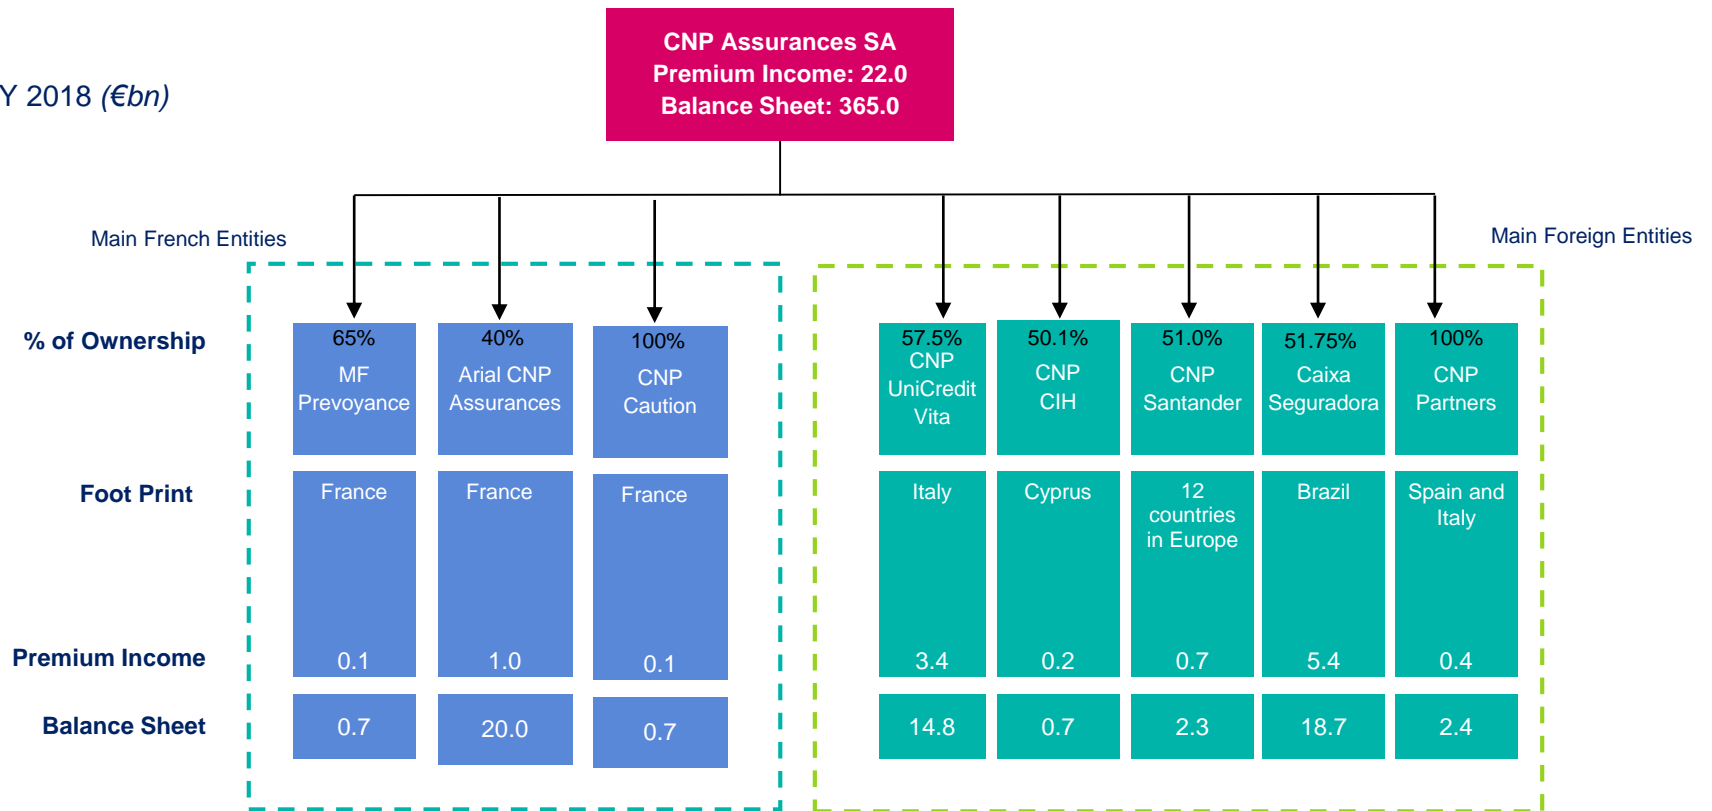 CNP Assurances SA
Premium Income: 22.0
Balance Sheet: 365.0
Y 2018 (€bn)
Main French Entities
Main Foreign Entities
% of Ownership
65%
MF
Prevoyance
40%
Arial CNP
Assurances
100%
CNP
Caution
57.5%
CNP
UniCredit
Vita
50.1%
CNP
CIH
51.0%
CNP
Santander
51.75%
Caixa
Seguradora
100%
CNP
Partners
Foot Print
France
France
France
Italy
Cyprus
12
countries
in Europe
Brazil
Spain and
Italy
Premium Income
0.1
1.0
0.1
3.4
0.2
0.7
5.4
0.4
Balance Sheet
0.7
20.0
0.7
14.8
0.7
2.3
18.7
2.4